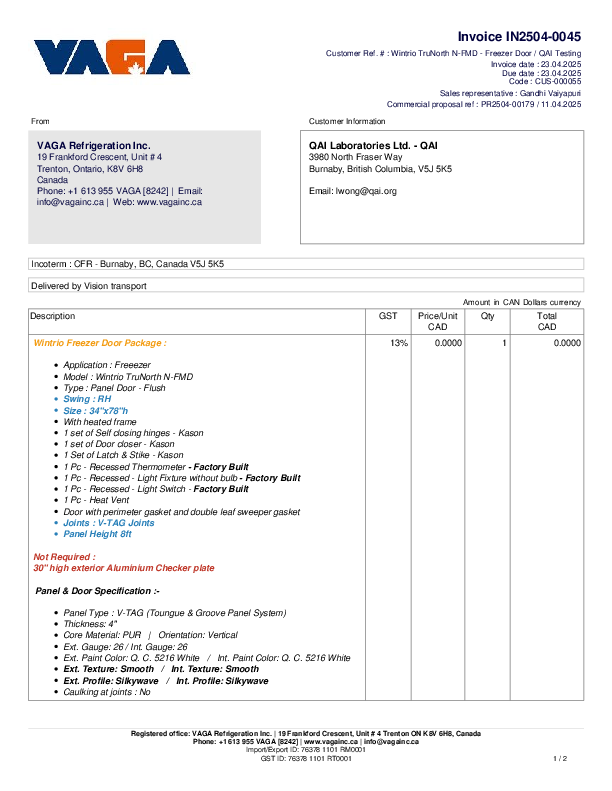 VAGA
Invoice IN2504-0045
Customer Ref. # : Wintrio TruNorth N-FMD - Freezer Door / QAI Testing
Invoice date : 23.04.2025
Due date : 23.04.2025
Code : CUS-000055
Sales representative : Gandhi Vaiyapuri
Commercial proposal ref : PR2504-00179 / 11.04.2025
From
Customer Information
VAGA Refrigeration Inc.
19 Frankford Crescent, Unit # 4
Trenton, Ontario, K8V 6H8
Canada
Phone: +1 613 955 VAGA [8242] | Email:
info@vagainc.ca | Web: www.vagainc.ca
QAI Laboratories Ltd. - QAI
3980 North Fraser Way
Burnaby, British Columbia, V5J 5K5
Email: lwong@qai.org
Incoterm : CFR - Burnaby, BC, Canada V5J 5K5
Delivered by Vision transport
Amount in CAN Dollars currency
Description GST Price/Unit CAD Qty Total CAD
Wintrio Freezer Door Package : 13% 0.0000 1 0.0000
• Application : Freeezer
• Model : Wintrio TruNorth N-FMD
• Type : Panel Door - Flush
• Swing : RH
• Size : 34"x78"h
• With heated frame
• 1 set of Self closing hinges - Kason
• 1 set of Door closer - Kason
• 1 Set of Latch & Stike - Kason
• 1 Pc - Recessed Thermometer - Factory Built
• 1 Pc - Recessed - Light Fixture without bulb - Factory Built
• 1 Pc - Recessed - Light Switch - Factory Built
• 1 Pc - Heat Vent
• Door with perimeter gasket and double leaf sweeper gasket
• Joints : V-TAG Joints
• Panel Height 8ft
Not Required :
30" high exterior Aluminium Checker plate
Panel & Door Specification :-
• Panel Type : V-TAG (Toungue & Groove Panel System)
• Thickness: 4"
• Core Material: PUR | Orientation: Vertical
• Ext. Gauge: 26 / Int. Gauge: 26
• Ext. Paint Color: Q. C. 5216 White / Int. Paint Color: Q. C. 5216 White
• Ext. Texture: Smooth / Int. Texture: Smooth
• Ext. Profile: Silkywave / Int. Profile: Silkywave
• Caulking at joints : No
Registered office: VAGA Refrigeration Inc. | 19 Frankford Crescent, Unit # 4 Trenton ON K8V 6H8, Canada
Phone: +1 613 955 VAGA [8242] | www.vagainc.ca | info@vagainc.ca
Import/Export ID: 76378 1101 RM0001
GST ID: 76378 1101 RT0001
1 / 2